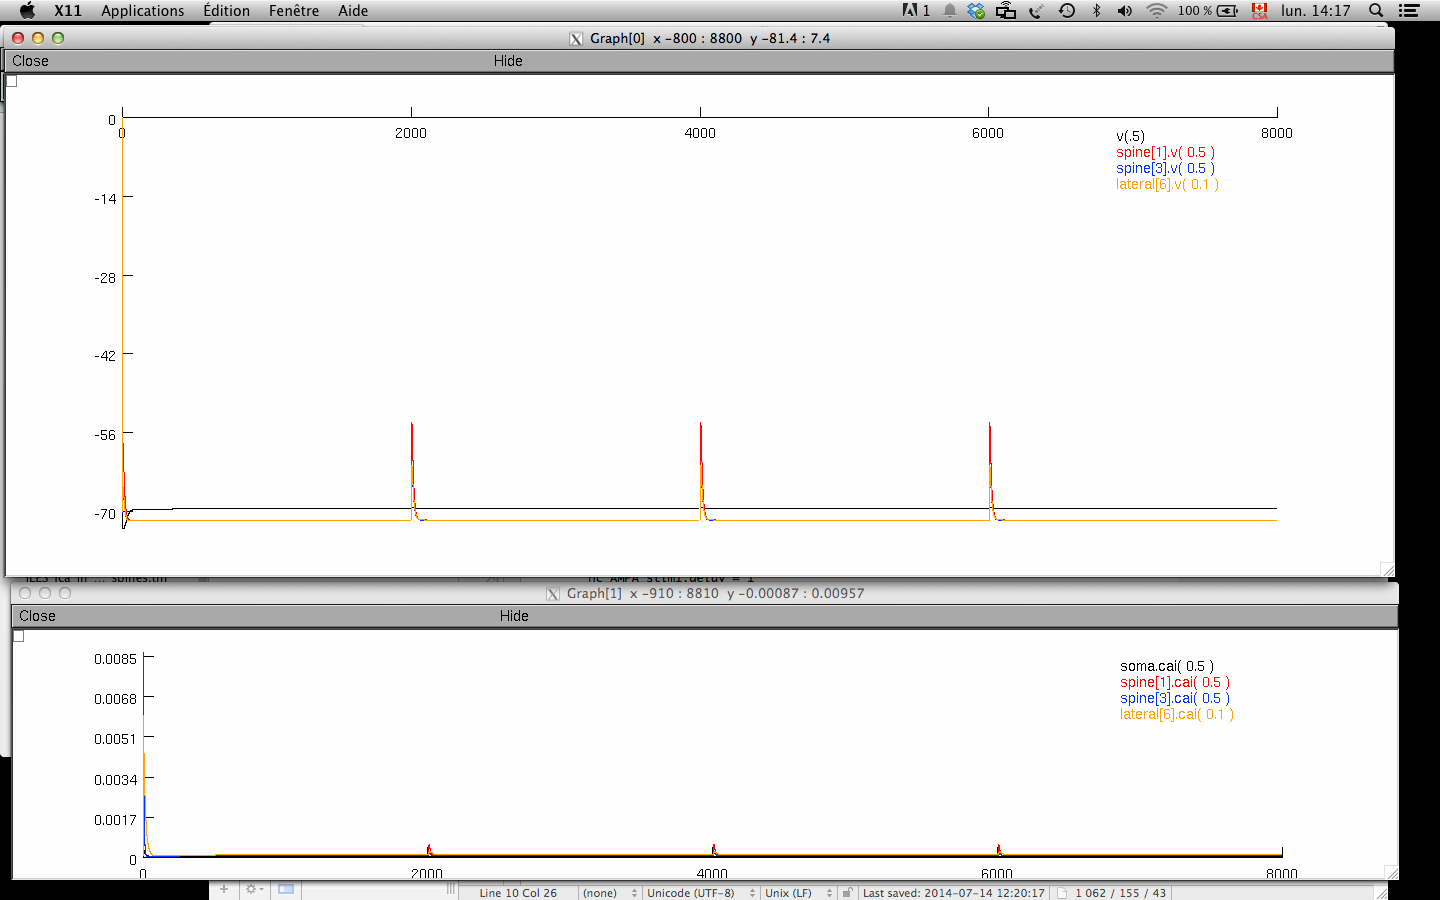 X11 Applications Édition Fenêtre Aide 1 100 % CSA lun. 14:17
Graph[0] x -800 : 8800 y -81.4 : 7.4
Close Hide
0 2000 4000 6000 8000
0
-14
-28
-42
-56
-70
v(.5)
spine[1].v( 0.5 )
spine[3].v( 0.5 )
lateral[6].v( 0.1 )
Graph[1] x -910 : 8810 y -0.00087 : 0.00957
Close Hide
0.0085
0.0068
0.0051
0.0034
0.0017
0
soma.cai( 0.5 )
spine[1].cai( 0.5 )
spine[3].cai( 0.5 )
lateral[6].cai( 0.1 )
0 2000 4000 6000 8000
Line 10 Col 26 (none) Unicode (UTF-8) Unix (LF) Last saved: 2014-07-14 12:20:17 1 062 / 155 / 43